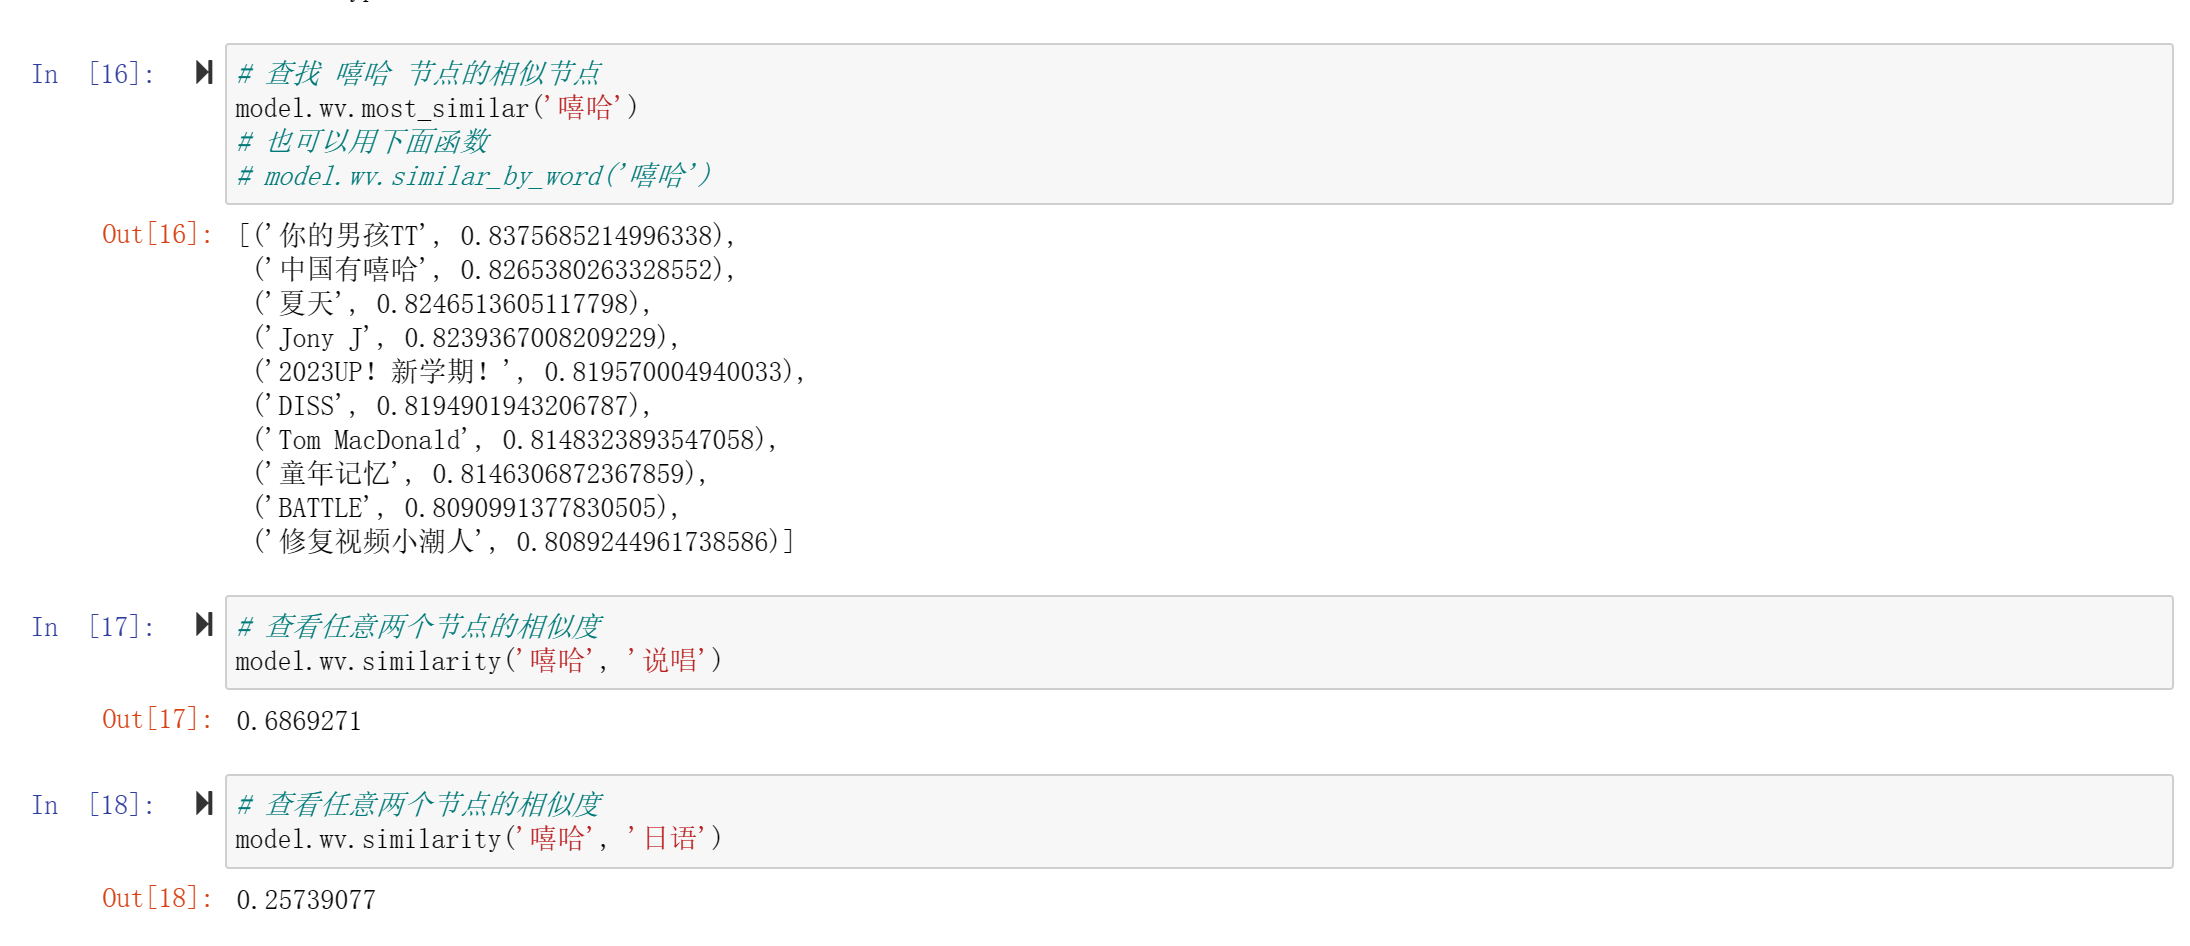 In [16]:
# 查找 嘻哈 节点的相似节点
model.wv.most_similar('嘻哈')
# 也可以用下面函数
# model.wv.similar_by_word('嘻哈')
Out[16]:
[('你的男孩TT', 0.8375685214996338),
('中国有嘻哈', 0.8265380263328552),
('夏天', 0.8246513605117798),
('Jony J', 0.8239367008209229),
('2023UP！新学期！', 0.819570004940033),
('DISS', 0.8194901943206787),
('Tom MacDonald', 0.8148323893547058),
('童年记忆', 0.8146306872367859),
('BATTLE', 0.8090991377830505),
('修复视频小潮人', 0.8089244961738586)]
In [17]:
# 查看任意两个节点的相似度
model.wv.similarity('嘻哈', '说唱')
Out[17]: 0.6869271
In [18]:
# 查看任意两个节点的相似度
model.wv.similarity('嘻哈', '日语')
Out[18]: 0.25739077